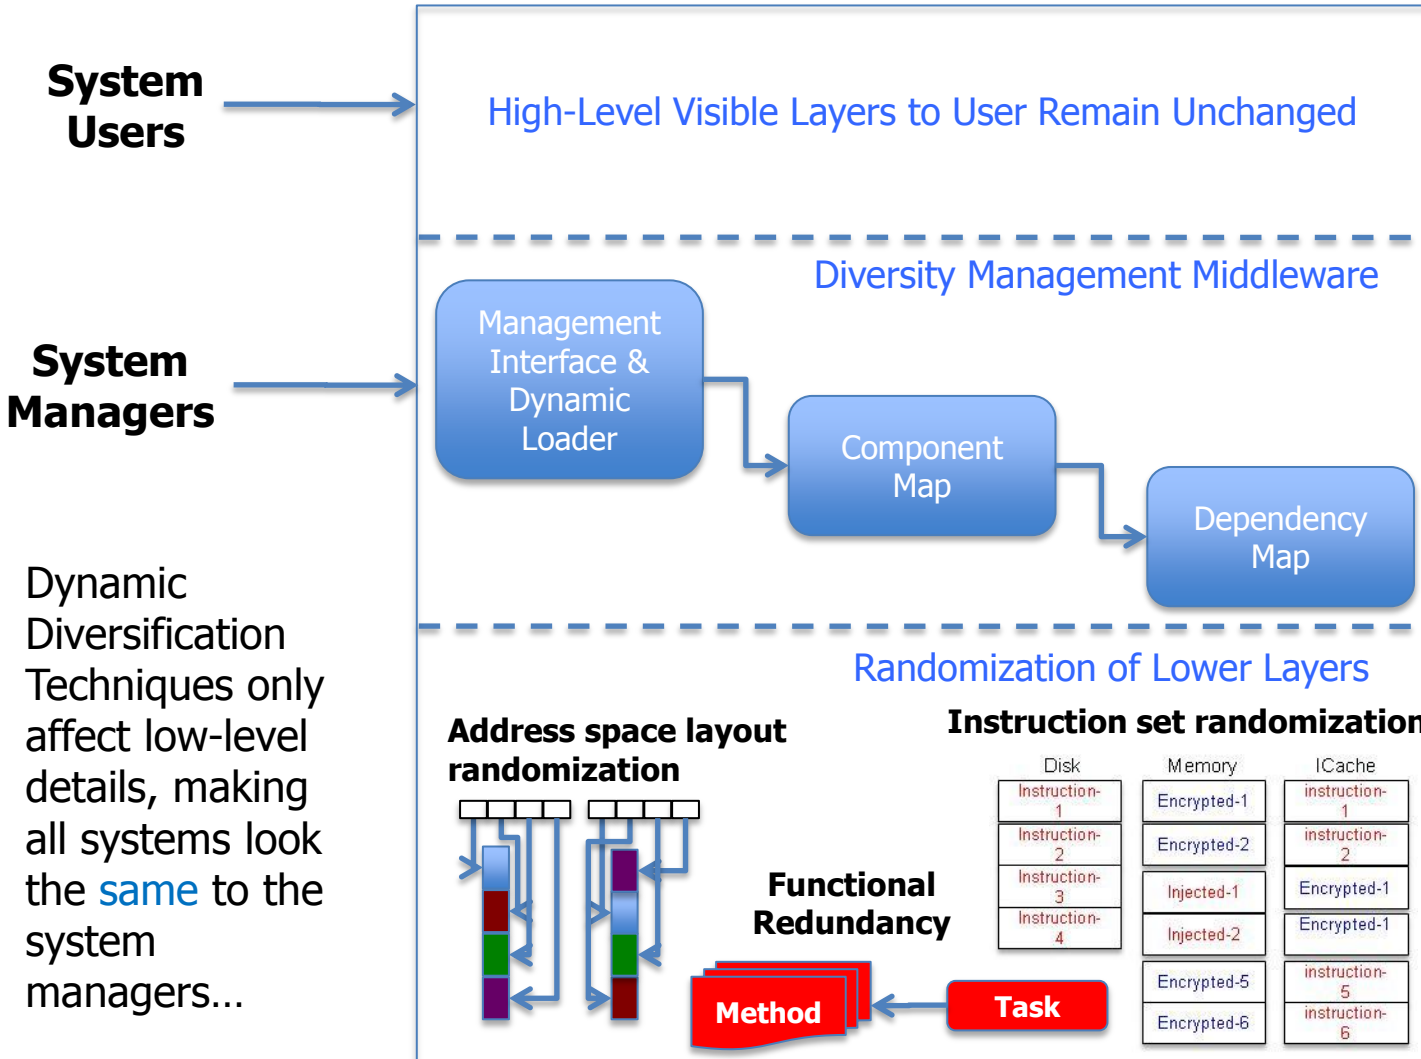 System
Users
High-Level Visible Layers to User Remain Unchanged
Diversity Management Middleware
Management
Interface &
Dynamic
Loader
System
Managers
Component
Map
Dependency
Map
Dynamic
Diversification
Techniques only
affect low-level
details, making
all systems look
the same to the
system
managers...
Randomization of Lower Layers
Address space layout
randomization
Instruction set randomization
Disk
Instruction-
1
Instruction-
2
Instruction-
3
Instruction-
4
Memory
Encrypted-1
Encrypted-2
Injected-1
Injected-2
Encrypted-5
Encrypted-6
ICache
instruction-
1
instruction-
2
Encrypted-1
Encrypted-1
instruction-
5
instruction-
6
Functional
Redundancy
Method
Task